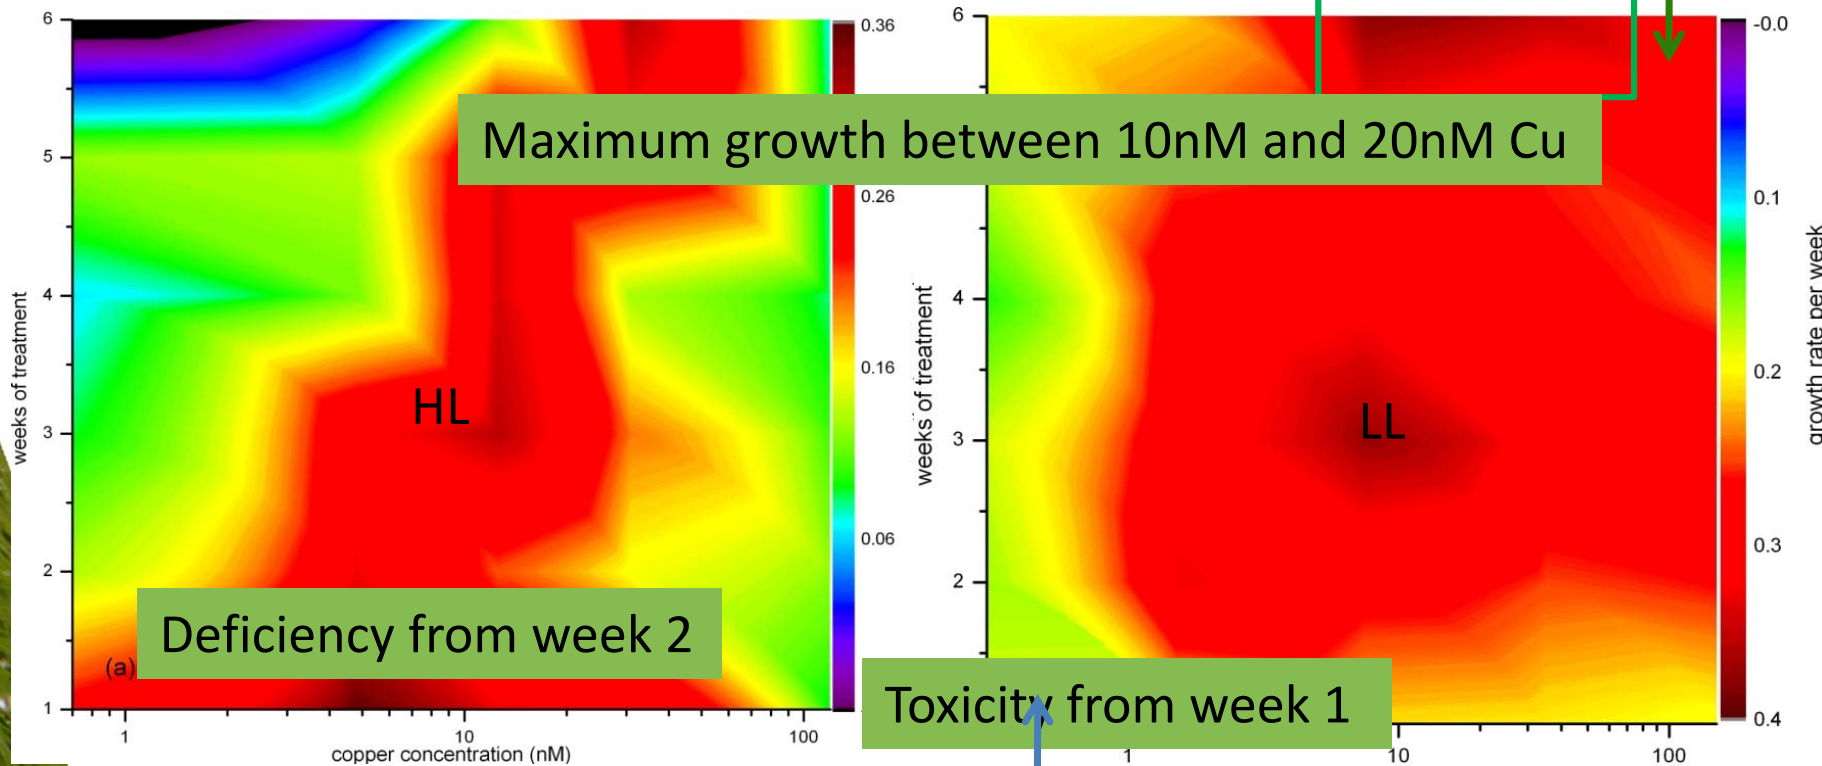 6
5
4
3
2
1
weeks of treatment
1
10
100
copper concentration (nM)
(a)
HL
0.36
0.26
0.16
0.06
Maximum growth between 10nM and 20nM Cu
Deficiency from week 2
Toxicity from week 1
6
4
3
2
weeks of treatment
LL
1
10
100
-0.0
0.1
0.2
0.3
0.4
growth rate per week